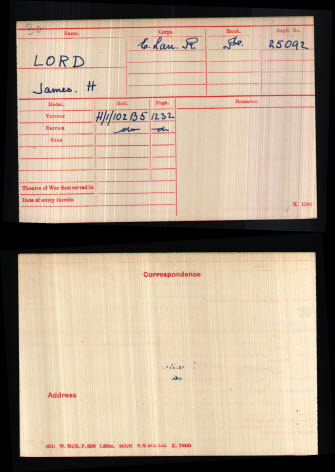 30
Name. Corps. Rank. Regtl. No.
LORD E. Lan. R. Pte. 25092
James. H
Medal. Roll. Page. Remarks.
Victory H/1/102 B5 1232
British do do
Star
Theatre of War first served in
Date of entry therein
K. 1380
Correspondence
Address